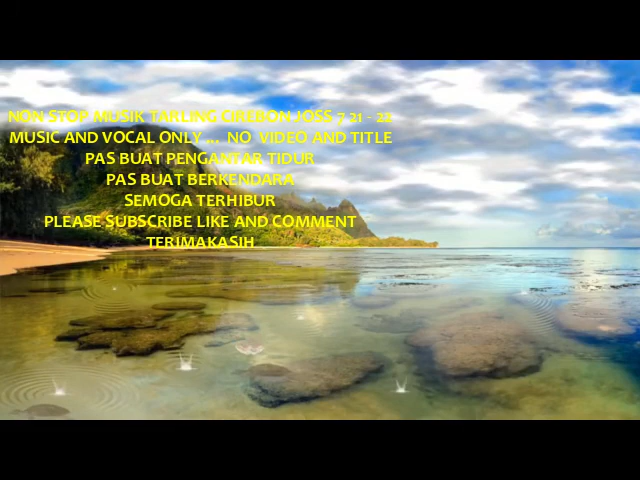 NON STOP MUSIK TARLING CIREBON JOSS 7 21 - 22
MUSIC AND VOCAL ONLY ... NO VIDEO AND TITLE
PAS BUAT PENGANTAR TIDUR
PAS BUAT BERKENDARA
SEMOGA TERHIBUR
PLEASE SUBSCRIBE LIKE AND COMMENT
TERIMAKASIH